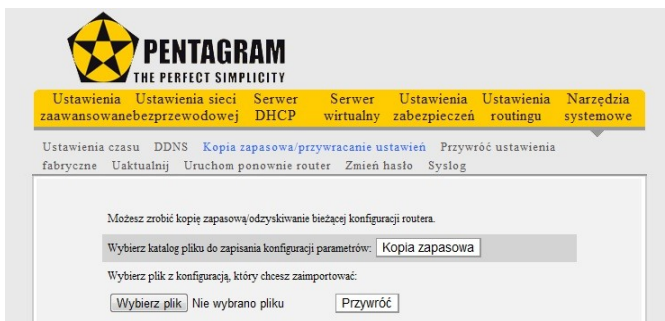 PENTAGRAM
THE PERFECT SIMPLICITY
Ustawienia Ustawienia sieci Serwer Serwer Ustawienia Ustawienia Narzędzia
zaawansowane bezprzewodowej DHCP wirtualny zabezpieczeń routingu systemowe
Ustawienia czasu DDNS Kopia zapasowa/przywracanie ustawień Przywróć ustawienia
fabryczne Uaktualnij Uruchom ponownie router Zmień hasło Syslog
Możesz zrobić kopię zapasową/odzyskiwanie bieżącej konfiguracji routera.
Wybierz katalog pliku do zapisania konfiguracji parametrów: Kopia zapasowa
Wybierz plik z konfiguracją, który chcesz zaimportować:
Wybierz plik Nie wybrano pliku Przywróć